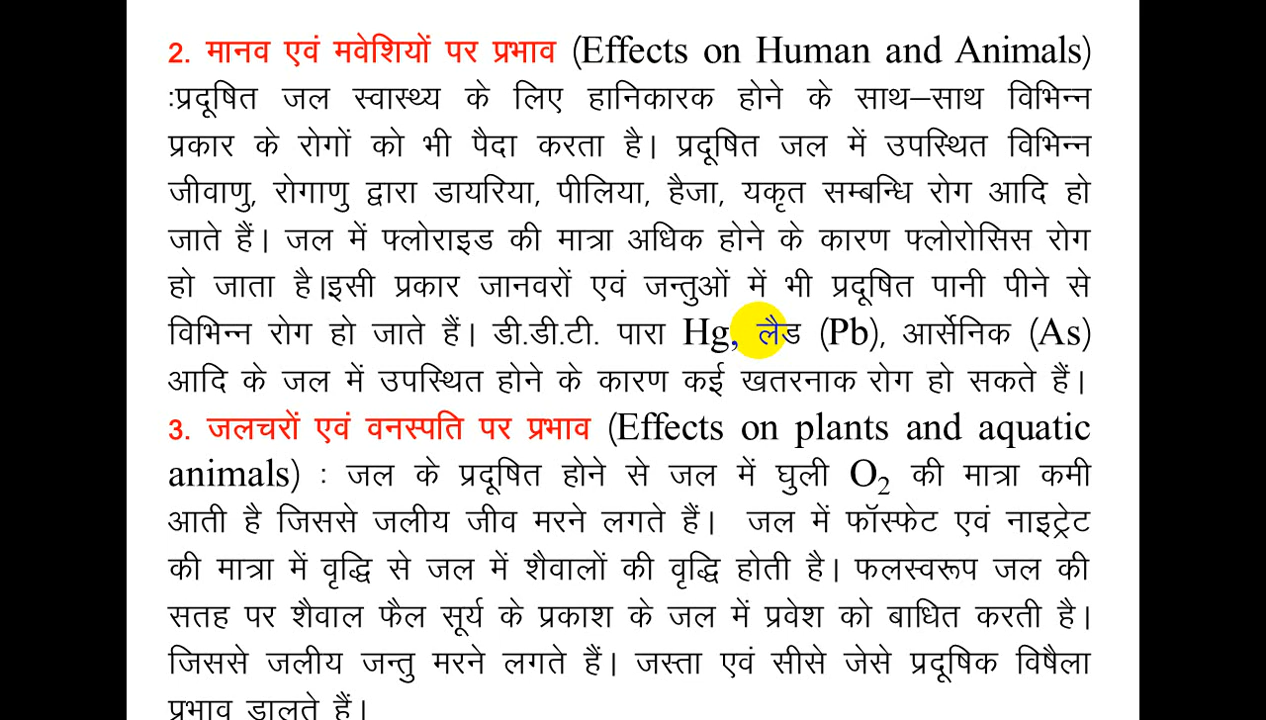 2. मानव एवं मवेशियों पर प्रभाव (Effects on Human and Animals)
:प्रदूषित जल स्वास्थ्य के लिए हानिकारक होने के साथ–साथ विभिन्न
प्रकार के रोगों को भी पैदा करता है। प्रदूषित जल में उपस्थित विभिन्न
जीवाणु, रोगाणु द्वारा डायरिया, पीलिया, हैजा, यकृत सम्बन्धि रोग आदि हो
जाते हैं। जल में फ्लोराइड की मात्रा अधिक होने के कारण फ्लोरोसिस रोग
हो जाता है।इसी प्रकार जानवरों एवं जन्तुओं में भी प्रदूषित पानी पीने से
विभिन्न रोग हो जाते हैं। डी.डी.टी. पारा Hg, लैड (Pb), आर्सेनिक (As)
आदि के जल में उपस्थित होने के कारण कई खतरनाक रोग हो सकते हैं।
3. जलचरों एवं वनस्पति पर प्रभाव (Effects on plants and aquatic
animals) : जल के प्रदूषित होने से जल में घुली O₂ की मात्रा कमी
आती है जिससे जलीय जीव मरने लगते हैं। जल में फॉस्फेट एवं नाइट्रेट
की मात्रा में वृद्धि से जल में शैवालों की वृद्धि होती है। फलस्वरूप जल की
सतह पर शैवाल फैल सूर्य के प्रकाश के जल में प्रवेश को बाधित करती है।
जिससे जलीय जन्तु मरने लगते हैं। जस्ता एवं सीसे जेसे प्रदूषिक विषैला
प्रभाव डालते हैं।